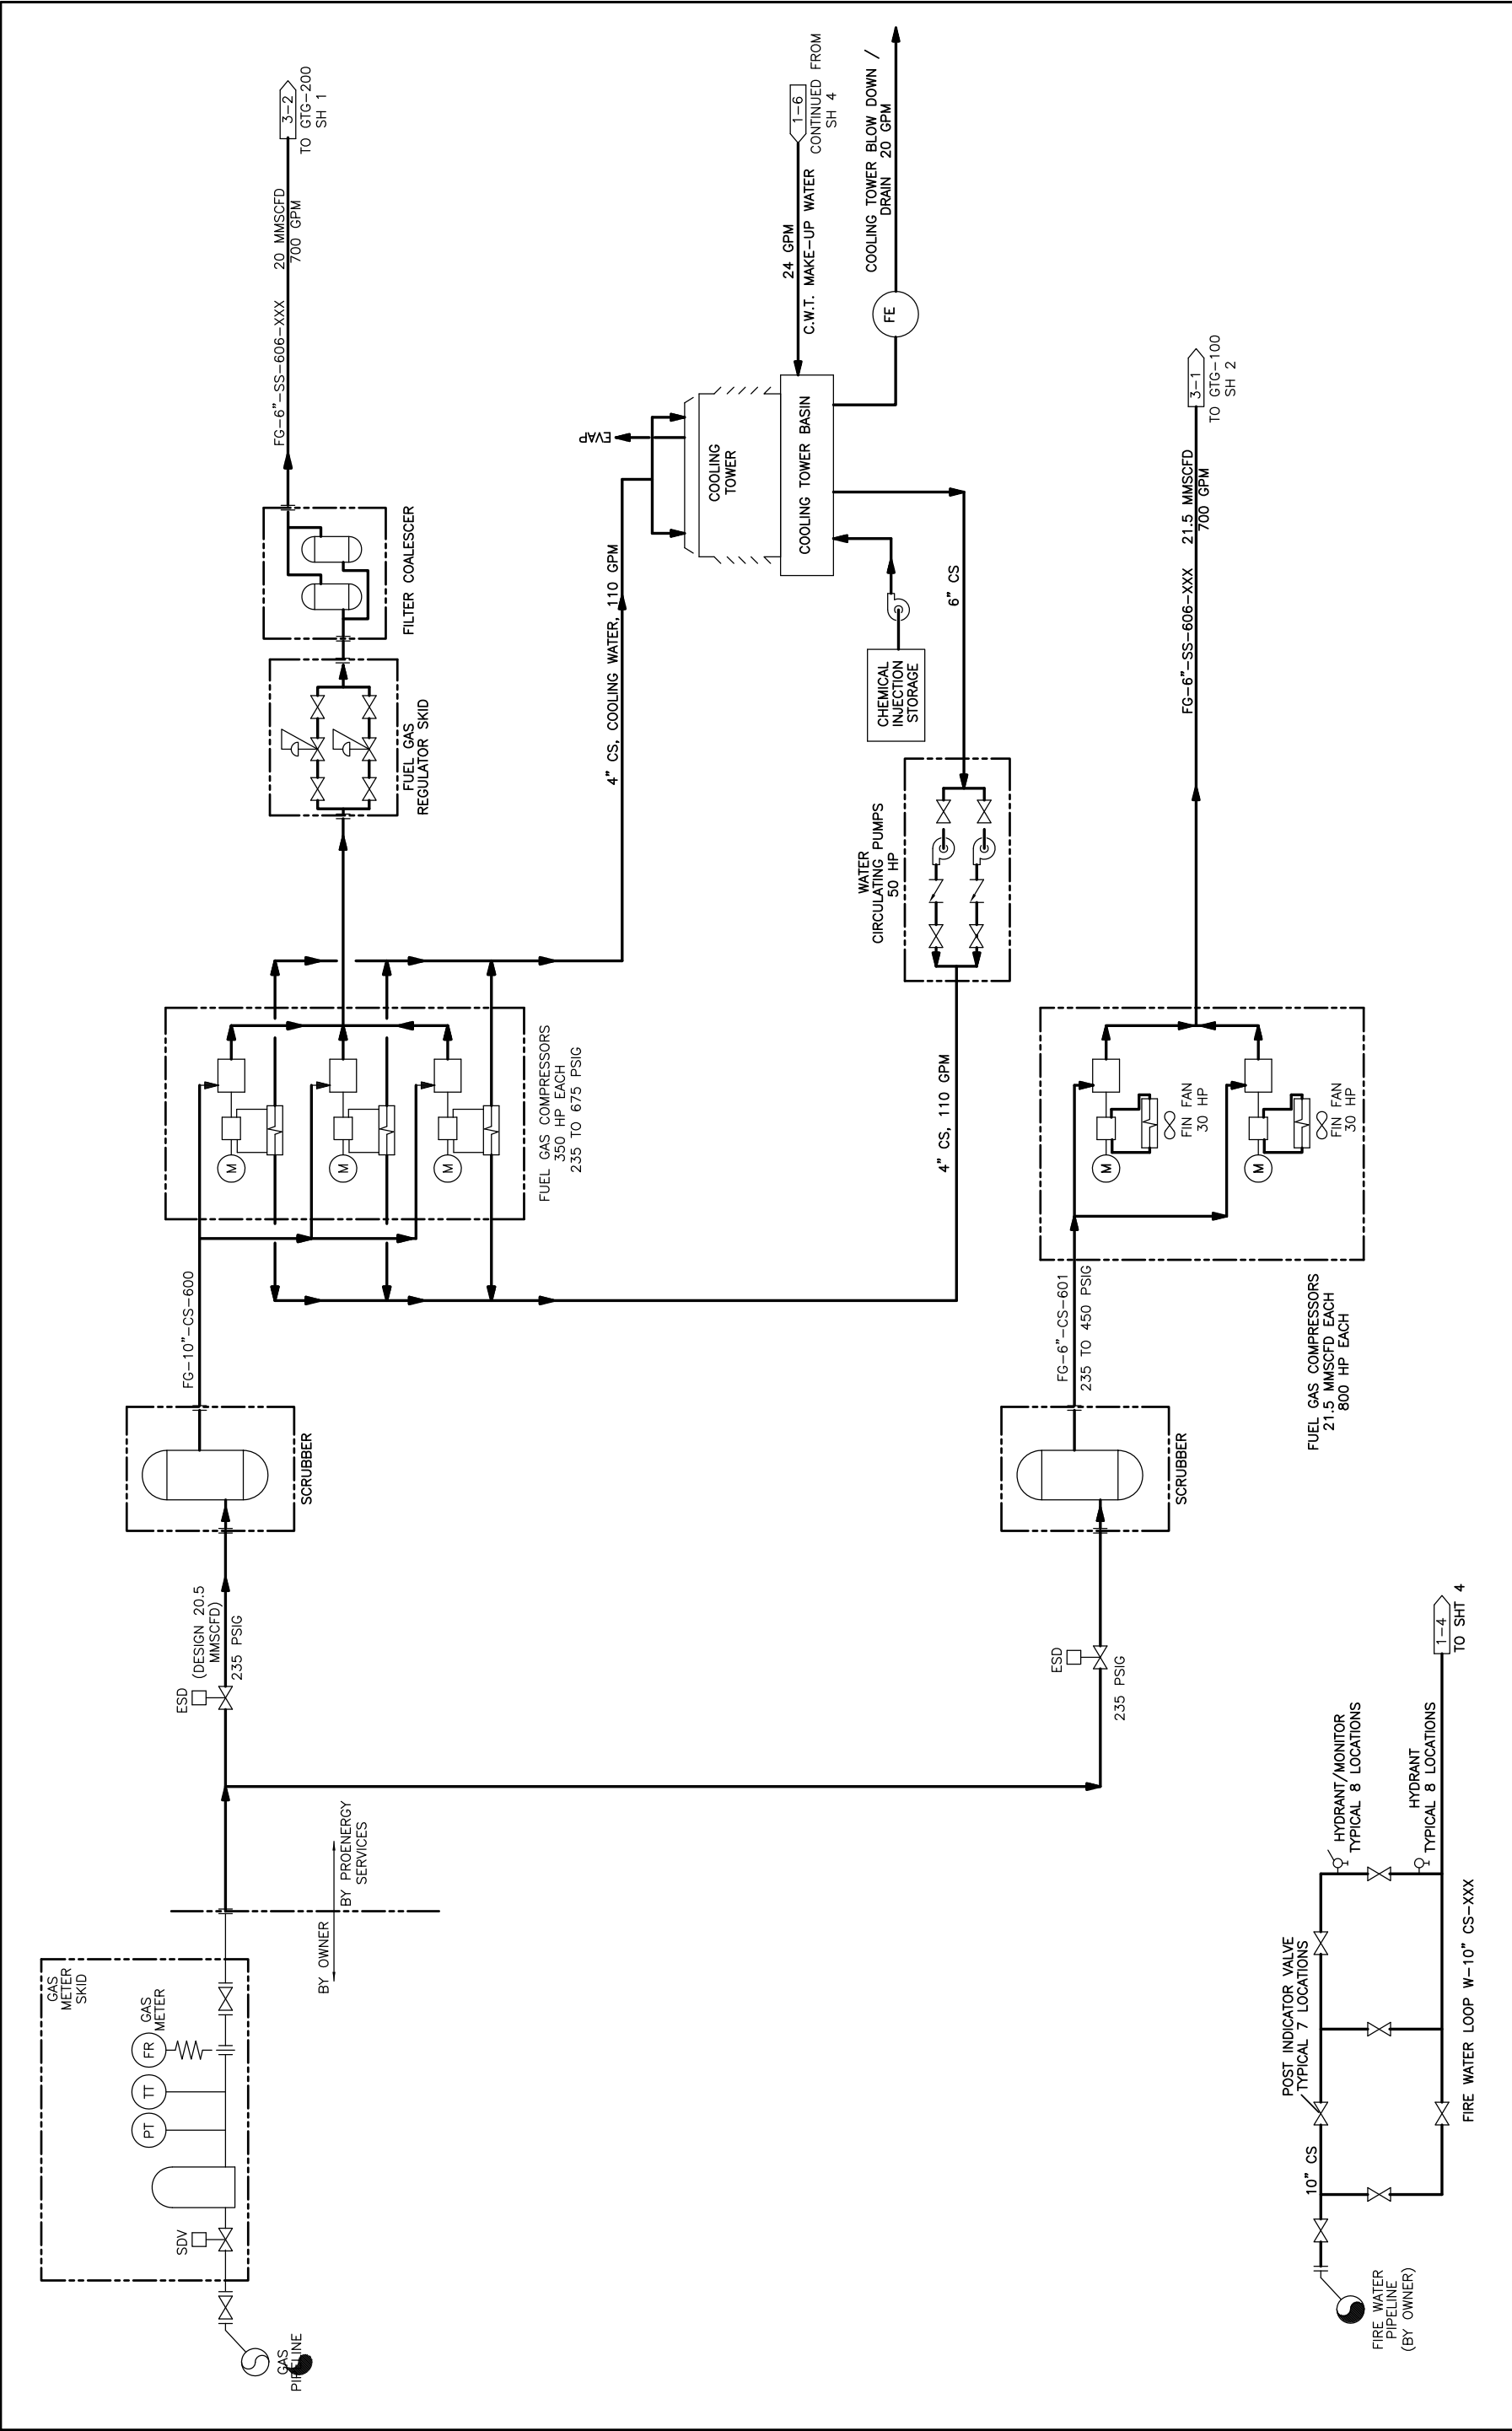 GAS
METER
SKID
GAS
METER
FR
TT
PT
SDV
GAS
PIPELINE
BY OWNER
BY PROENERGY
SERVICES
ESD
(DESIGN 20.5
MMSCFD)
235 PSIG
SCRUBBER
FG-10"-CS-600
M
M
M
FUEL GAS COMPRESSORS
350 HP EACH
235 TO 675 PSIG
FUEL GAS
REGULATOR SKID
FILTER COALESCER
FG-6"-SS-606-XXX
20 MMSCFD
700 GPM
3-2
TO GTG-200
SH 1
4" CS, COOLING WATER, 110 GPM
EVAP
COOLING
TOWER
COOLING TOWER BASIN
24 GPM
C.W.T. MAKE-UP WATER
1-6
CONTINUED FROM
SH 4
FE
COOLING TOWER BLOW DOWN /
DRAIN 20 GPM
CHEMICAL
INJECTION
STORAGE
6" CS
WATER
CIRCULATING PUMPS
50 HP
4" CS, 110 GPM
ESD
235 PSIG
SCRUBBER
FG-6"-CS-601
235 TO 450 PSIG
M
FIN FAN
30 HP
M
FIN FAN
30 HP
FUEL GAS COMPRESSORS
21.5 MMSCFD EACH
800 HP EACH
FG-6"-SS-606-XXX
21.5 MMSCFD
700 GPM
3-1
TO GTG-100
SH 2
FIRE WATER
PIPELINE
(BY OWNER)
10" CS
POST INDICATOR VALVE
TYPICAL 7 LOCATIONS
HYDRANT/MONITOR
TYPICAL 8 LOCATIONS
HYDRANT
TYPICAL 8 LOCATIONS
FIRE WATER LOOP W-10" CS-XXX
1-4
TO SHT 4